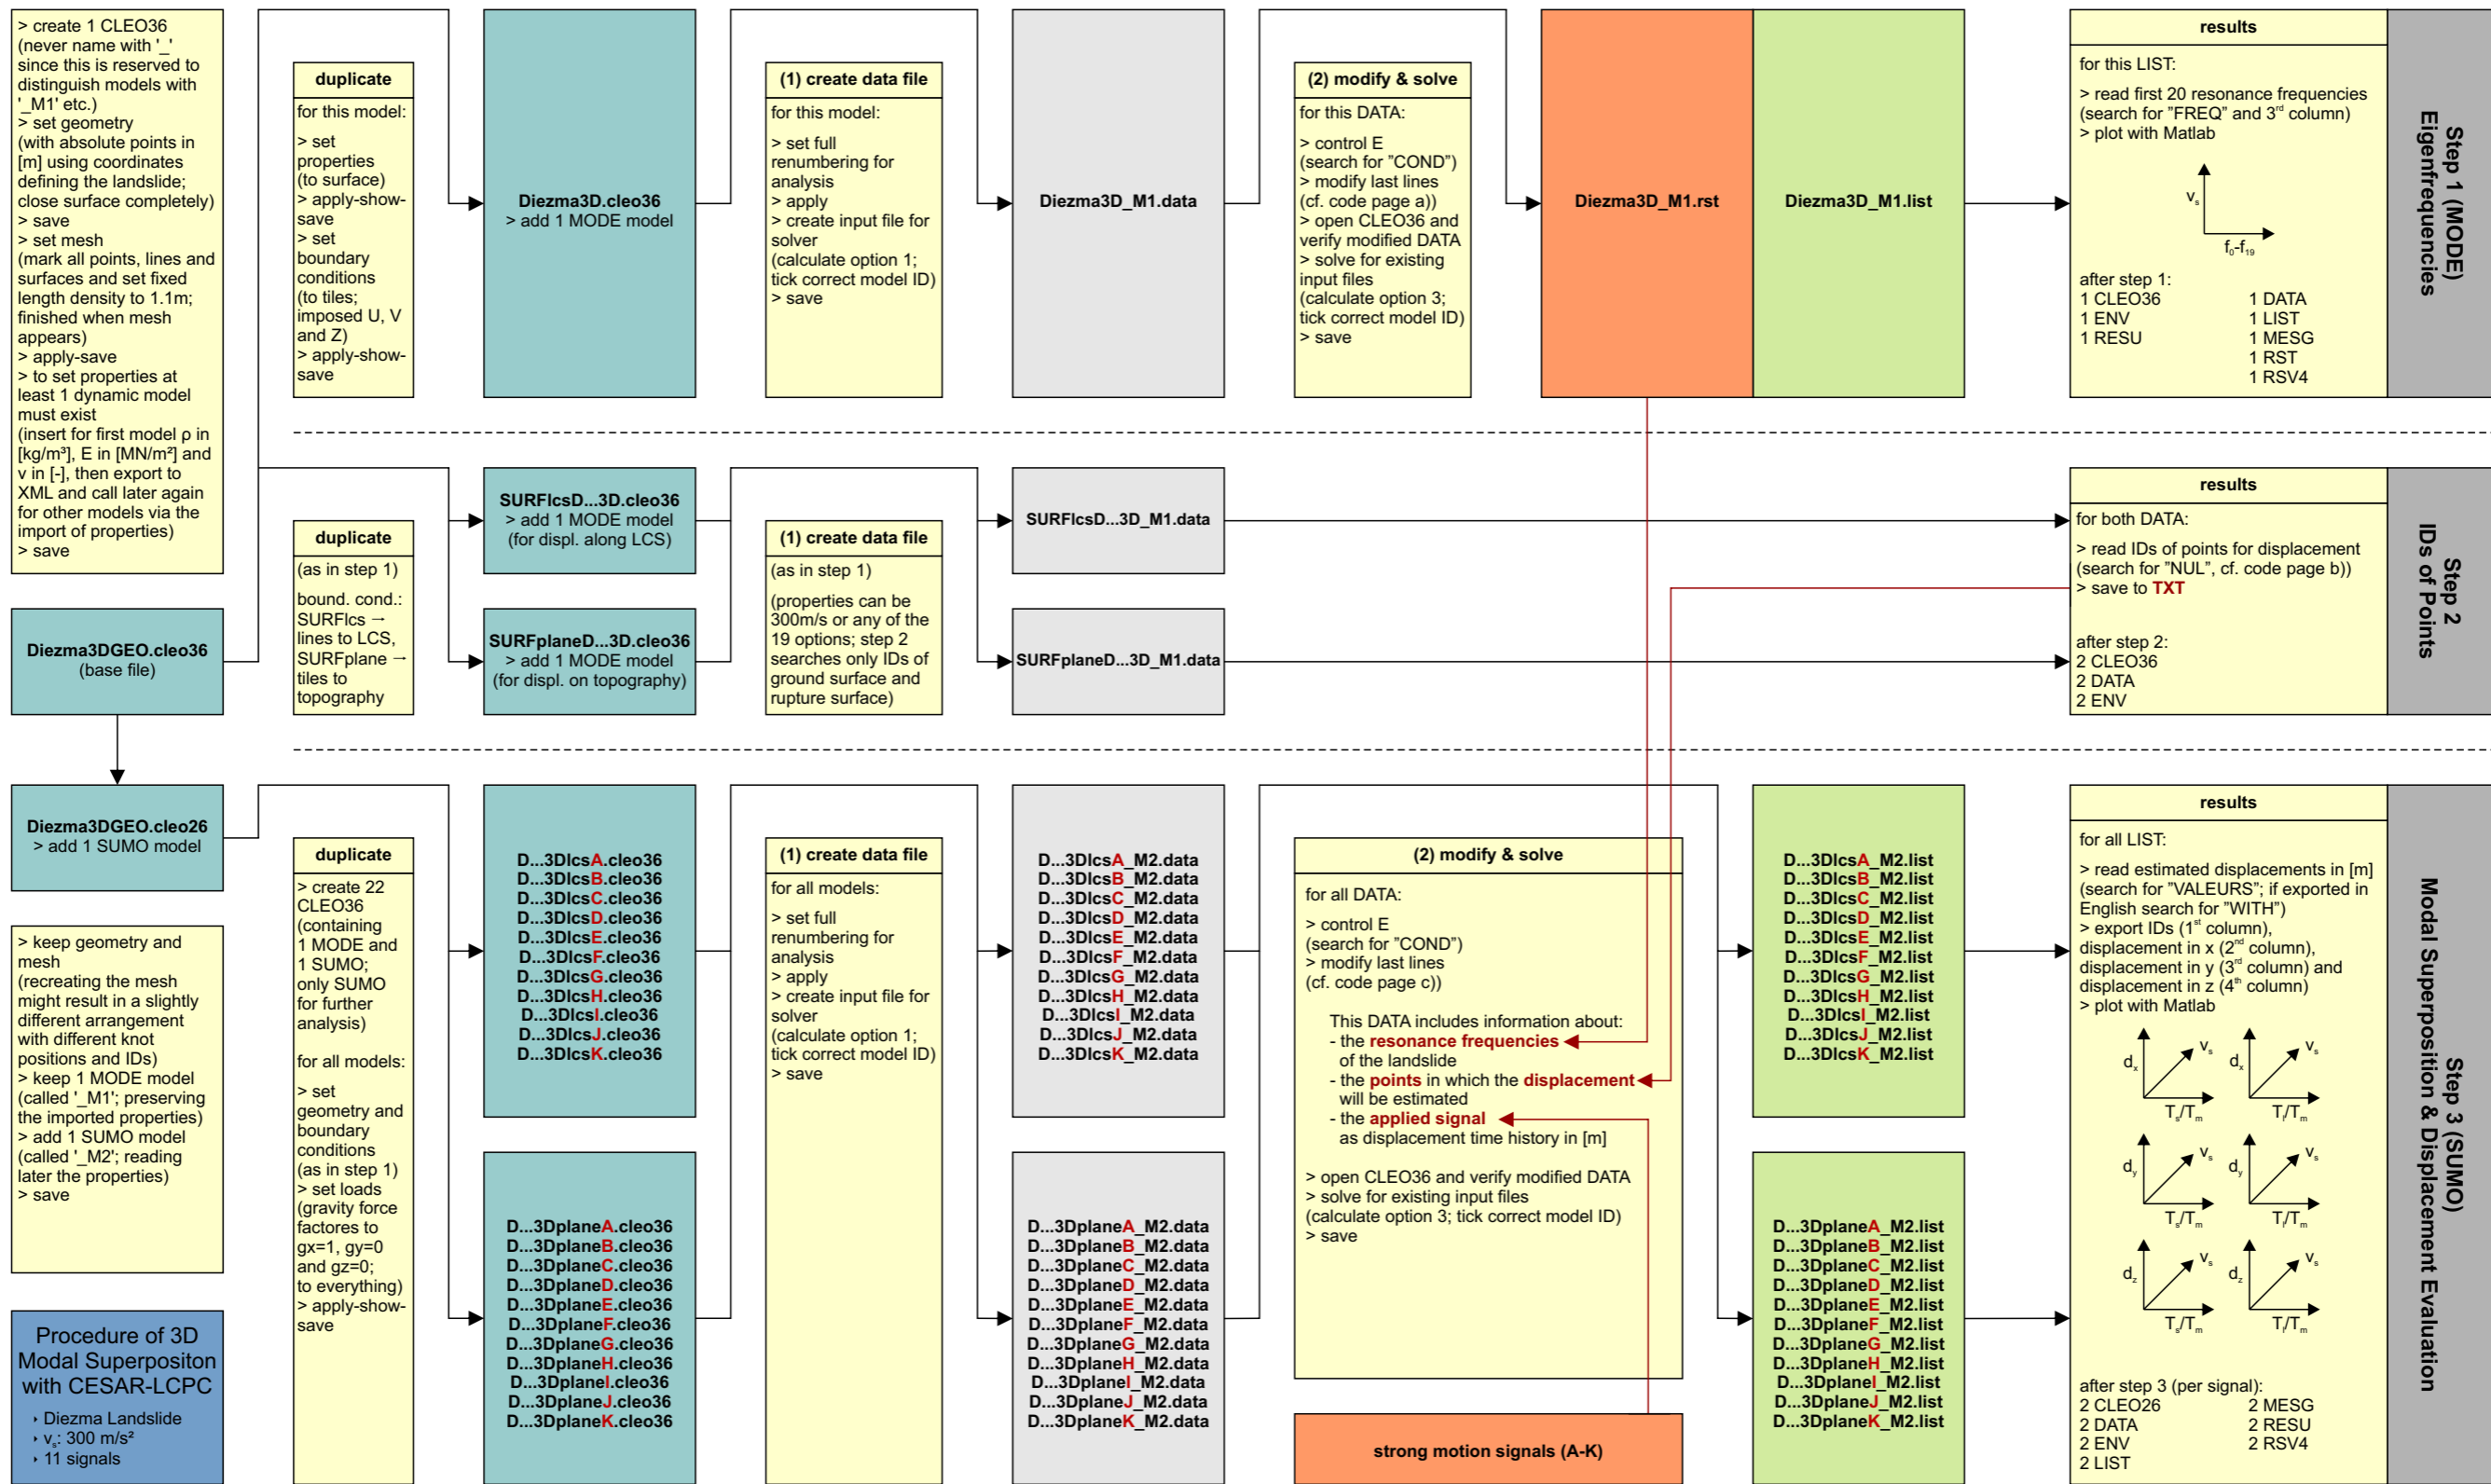 > create 1 CLEO36
(never name with '_'
since this is reserved to
distinguish models with
'_M1' etc.)
> set geometry
(with absolute points in
[m] using coordinates
defining the landslide;
close surface completely)
> save
> set mesh
(mark all points, lines and
surfaces and set fixed
length density to 1.1m;
finished when mesh
appears)
> apply-save
> to set properties at
least 1 dynamic model
must exist
(insert for first model ρ in
[kg/m³], E in [MN/m²] and
v in [-], then export to
XML and call later again
for other models via the
import of properties)
> save
Diezma3DGEO.cleo36
(base file)
Diezma3DGEO.cleo26
> add 1 SUMO model
> keep geometry and
mesh
(recreating the mesh
might result in a slightly
different arrangement
with different knot
positions and IDs)
> keep 1 MODE model
(called '_M1'; preserving
the imported properties)
> add 1 SUMO model
(called '_M2'; reading
later the properties)
> save
Procedure of 3D
Modal Superpositon
with CESAR-LCPC
‣ Diezma Landslide
‣ vs: 300 m/s²
‣ 11 signals
duplicate
for this model:
> set
properties
(to surface)
> apply-show-
save
> set
boundary
conditions
(to tiles;
imposed U, V
and Z)
> apply-show-
save
Diezma3D.cleo36
> add 1 MODE model
(1) create data file
for this model:
> set full
renumbering for
analysis
> apply
> create input file for
solver
(calculate option 1;
tick correct model ID)
> save
Diezma3D_M1.data
(2) modify & solve
for this DATA:
> control E
(search for ”COND”)
> modify last lines
(cf. code page a))
> open CLEO36 and
verify modified DATA
> solve for existing
input files
(calculate option 3;
tick correct model ID)
> save
Diezma3D_M1.rst
Diezma3D_M1.list
results
for this LIST:
> read first 20 resonance frequencies
(search for ”FREQ” and 3rd column)
> plot with Matlab
vs
f0-f19
after step 1:
1 CLEO36 1 DATA
1 ENV 1 LIST
1 RESU 1 MESG
1 RST
1 RSV4
Step 1 (MODE)
Eigenfrequencies
duplicate
(as in step 1)
bound. cond.:
SURFlcs →
lines to LCS,
SURFplane →
tiles to
topography
SURFlcsD...3D.cleo36
> add 1 MODE model
(for displ. along LCS)
SURFplaneD...3D.cleo36
> add 1 MODE model
(for displ. on topography)
(1) create data file
(as in step 1)
(properties can be
300m/s or any of the
19 options; step 2
searches only IDs of
ground surface and
rupture surface)
SURFlcsD...3D_M1.data
SURFplaneD...3D_M1.data
results
for both DATA:
> read IDs of points for displacement
(search for ”NUL”, cf. code page b))
> save to TXT
after step 2:
2 CLEO36
2 DATA
2 ENV
Step 2
IDs of Points
duplicate
> create 22
CLEO36
(containing
1 MODE and
1 SUMO;
only SUMO
for further
analysis)
for all models:
> set
geometry and
boundary
conditions
(as in step 1)
> set loads
(gravity force
factores to
gx=1, gy=0
and gz=0;
to everything)
> apply-show-
save
D...3DlcsA.cleo36
D...3DlcsB.cleo36
D...3DlcsC.cleo36
D...3DlcsD.cleo36
D...3DlcsE.cleo36
D...3DlcsF.cleo36
D...3DlcsG.cleo36
D...3DlcsH.cleo36
D...3DlcsI.cleo36
D...3DlcsJ.cleo36
D...3DlcsK.cleo36
D...3DplaneA.cleo36
D...3DplaneB.cleo36
D...3DplaneC.cleo36
D...3DplaneD.cleo36
D...3DplaneE.cleo36
D...3DplaneF.cleo36
D...3DplaneG.cleo36
D...3DplaneH.cleo36
D...3DplaneI.cleo36
D...3DplaneJ.cleo36
D...3DplaneK.cleo36
(1) create data file
for all models:
> set full
renumbering for
analysis
> apply
> create input file for
solver
(calculate option 1;
tick correct model ID)
> save
D...3DlcsA_M2.data
D...3DlcsB_M2.data
D...3DlcsC_M2.data
D...3DlcsD_M2.data
D...3DlcsE_M2.data
D...3DlcsF_M2.data
D...3DlcsG_M2.data
D...3DlcsH_M2.data
D...3DlcsI_M2.data
D...3DlcsJ_M2.data
D...3DlcsK_M2.data
D...3DplaneA_M2.data
D...3DplaneB_M2.data
D...3DplaneC_M2.data
D...3DplaneD_M2.data
D...3DplaneE_M2.data
D...3DplaneF_M2.data
D...3DplaneG_M2.data
D...3DplaneH_M2.data
D...3DplaneI_M2.data
D...3DplaneJ_M2.data
D...3DplaneK_M2.data
(2) modify & solve
for all DATA:
> control E
(search for ”COND”)
> modify last lines
(cf. code page c))
This DATA includes information about:
- the resonance frequencies
of the landslide
- the points in which the displacement
will be estimated
- the applied signal
as displacement time history in [m]
> open CLEO36 and verify modified DATA
> solve for existing input files
(calculate option 3; tick correct model ID)
> save
strong motion signals (A-K)
D...3DlcsA_M2.list
D...3DlcsB_M2.list
D...3DlcsC_M2.list
D...3DlcsD_M2.list
D...3DlcsE_M2.list
D...3DlcsF_M2.list
D...3DlcsG_M2.list
D...3DlcsH_M2.list
D...3DlcsI_M2.list
D...3DlcsJ_M2.list
D...3DlcsK_M2.list
D...3DplaneA_M2.list
D...3DplaneB_M2.list
D...3DplaneC_M2.list
D...3DplaneD_M2.list
D...3DplaneE_M2.list
D...3DplaneF_M2.list
D...3DplaneG_M2.list
D...3DplaneH_M2.list
D...3DplaneI_M2.list
D...3DplaneJ_M2.list
D...3DplaneK_M2.list
results
for all LIST:
> read estimated displacements in [m]
(search for ”VALEURS”; if exported in
English search for ”WITH”)
> export IDs (1st column),
displacement in x (2nd column),
displacement in y (3rd column) and
displacement in z (4th column)
> plot with Matlab
dx vs dx vs
Ts/Tm Tl/Tm
dy vs dy vs
Ts/Tm Tl/Tm
dz vs dz vs
Ts/Tm Tl/Tm
after step 3 (per signal):
2 CLEO26 2 MESG
2 DATA 2 RESU
2 ENV 2 RSV4
2 LIST
Step 3 (SUMO)
Modal Superposition & Displacement Evaluation